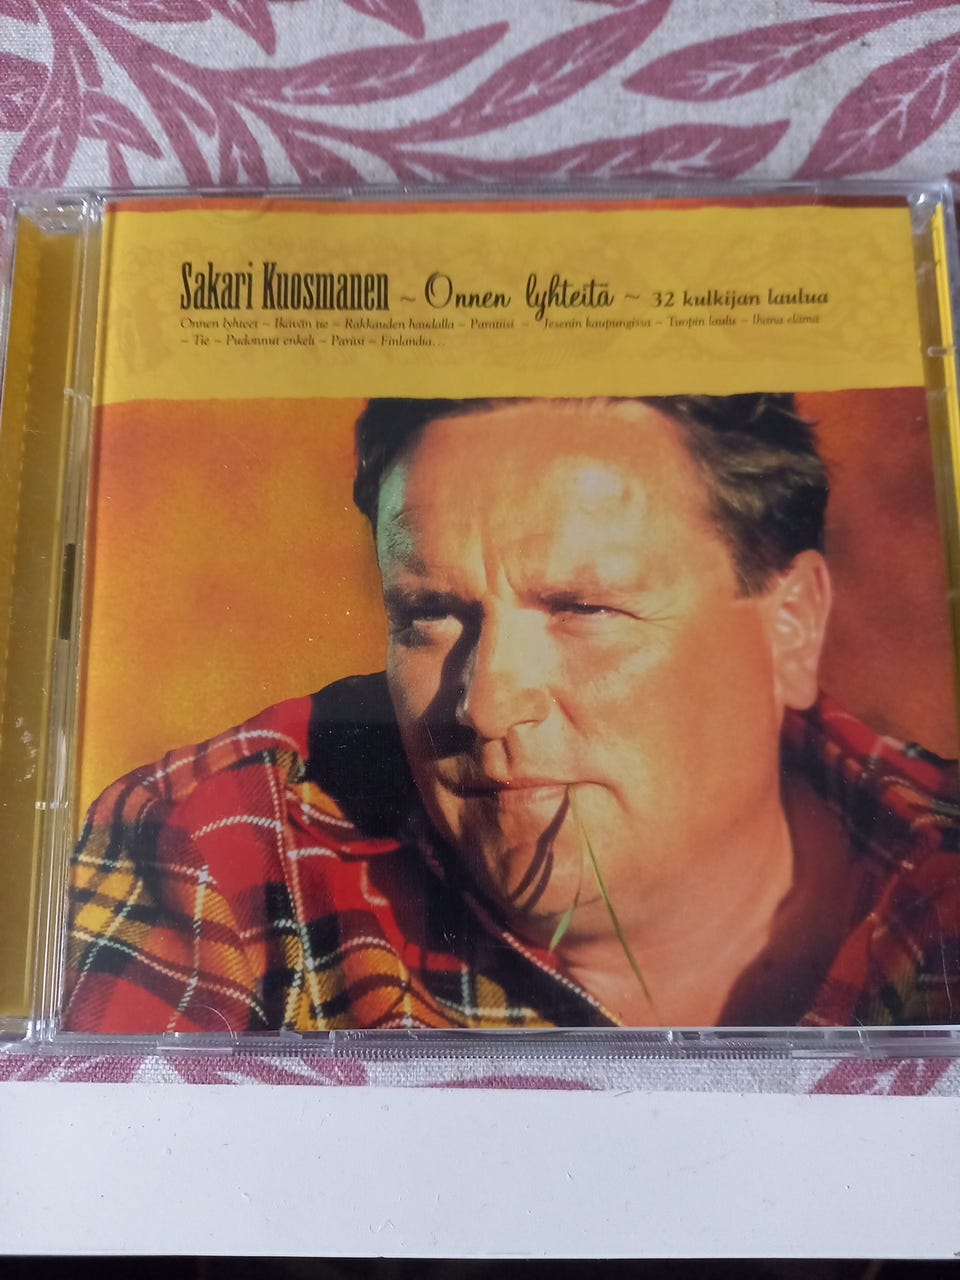 Sakari Kuosmanen ~ Onnen lyhteitä ~ 32 kulkijan laulua
Onnen lyhteet ~ Ikävän tie ~ Rakkauden haudalla ~ Paratiisi ~ Jesenin kaupungissa ~ Tuopin laulu ~ Ihana elämä
~ Tie ~ Pudonnut enkeli ~ Pariisi ~ Finlandia...